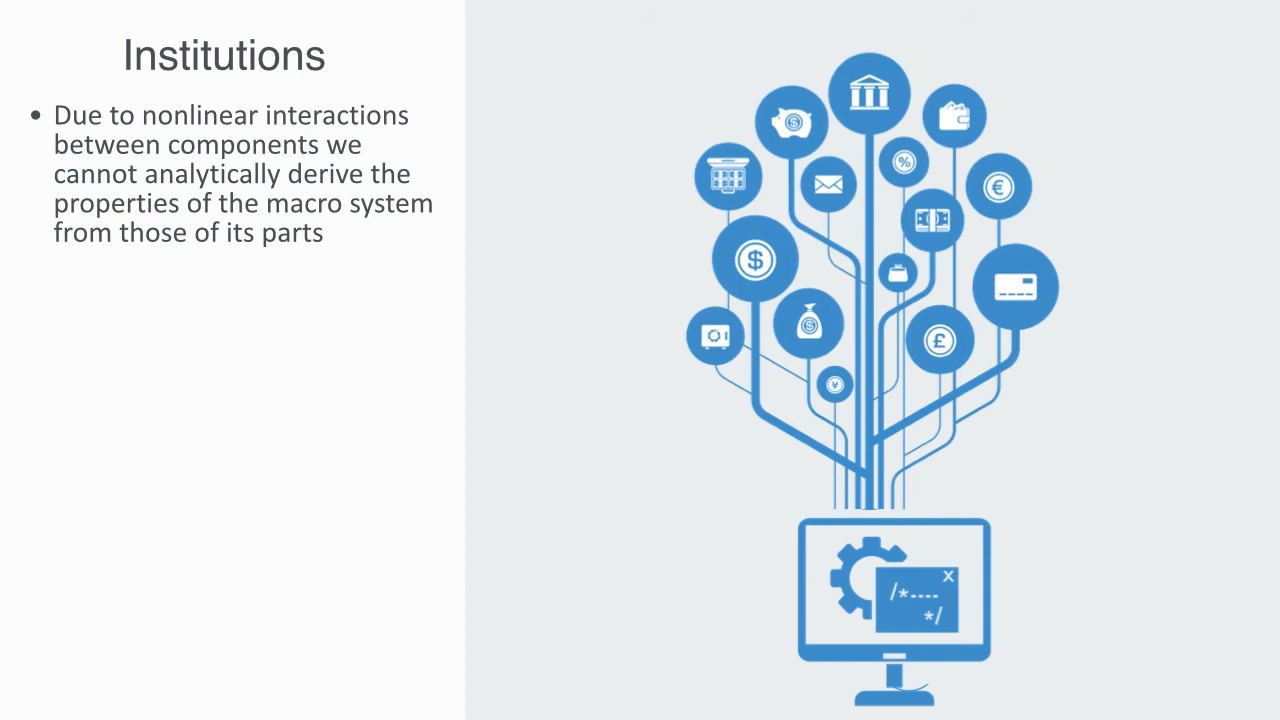 Institutions
• Due to nonlinear interactions
between components we
cannot analytically derive the
properties of the macro system
from those of its parts
$
%
€
$
$
£
¥
x
/*----
*/